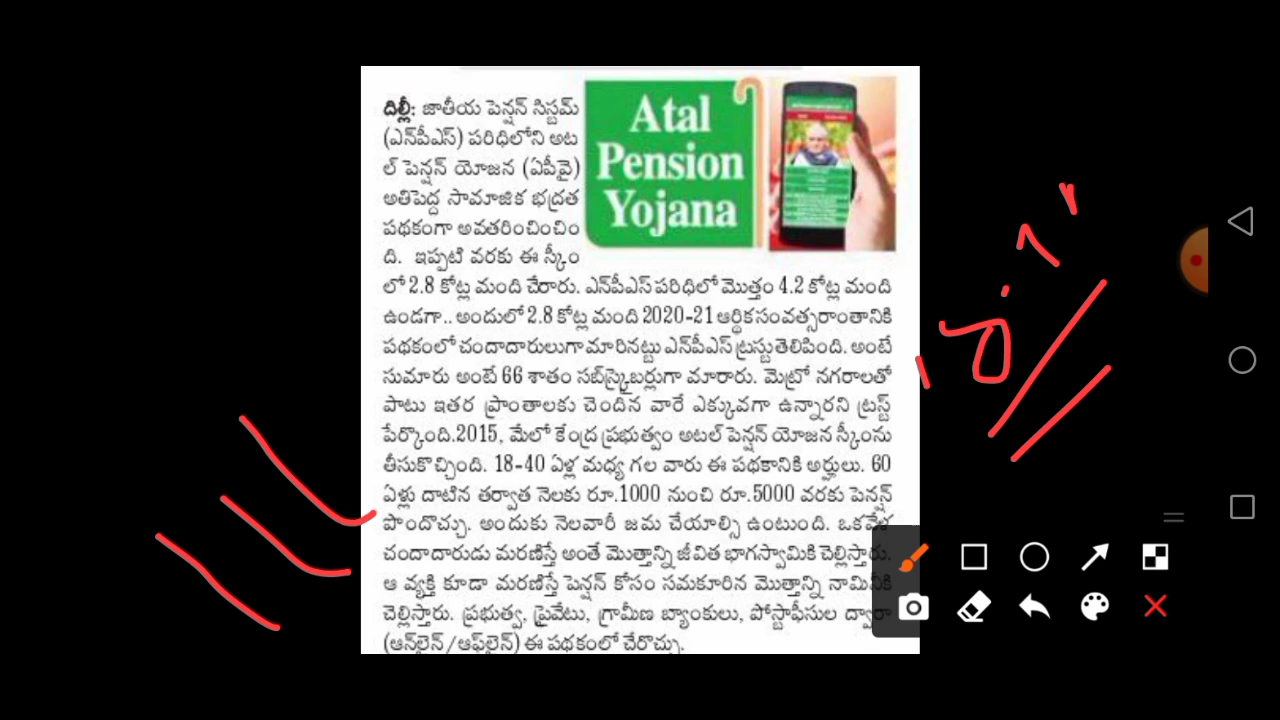 Atal
Pension
Yojana
దిల్లీ: జాతీయ పెన్షన్ సిస్టమ్
(ఎన్‌పీఎస్) పరిధిలోని అట
ల్ పెన్షన్ యోజన (ఏపీవై)
అతిపెద్ద సామాజిక భద్రత
పథకంగా అవతరించించిం
ది. ఇప్పటి వరకు ఈ స్కీం
లో 2.8 కోట్ల మంది చేరారు. ఎన్‌పీఎస్ పరిధిలో మొత్తం 4.2 కోట్ల మంది
ఉండగా.. అందులో 2.8 కోట్ల మంది 2020-21 ఆర్థిక సంవత్సరాంతానికి
పథకంలో చందాదారులుగా మారినట్టు ఎన్‌పీఎస్ ట్రస్టు తెలిపింది. అంటే
సుమారు అంటే 66 శాతం సబ్‌స్క్రైబర్లుగా మారారు. మెట్రో నగరాలతో
పాటు ఇతర ప్రాంతాలకు చెందిన వారే ఎక్కువగా ఉన్నారని ట్రస్ట్
పేర్కొంది.2015, మేలో కేంద్ర ప్రభుత్వం అటల్ పెన్షన్ యోజన స్కీంను
తీసుకొచ్చింది. 18-40 ఏళ్ల మధ్య గల వారు ఈ పథకానికి అర్హులు. 60
ఏళ్లు దాటిన తర్వాత నెలకు రూ.1000 నుంచి రూ.5000 వరకు పెన్షన్
పొందొచ్చు. అందుకు నెలవారీ జమ చేయాల్సి ఉంటుంది. ఒకవేళ
చందాదారుడు మరణిస్తే అంతే మొత్తాన్ని జీవిత భాగస్వామికి చెల్లిస్తారు.
ఆ వ్యక్తి కూడా మరణిస్తే పెన్షన్ కోసం సమకూరిన మొత్తాన్ని నామినీకి
చెల్లిస్తారు. ప్రభుత్వ, ప్రైవేటు, గ్రామీణ బ్యాంకులు, పోస్టాఫీసుల ద్వారా
(ఆన్‌లైన్/ఆఫ్‌లైన్) ఈ పథకంలో చేరొచ్చు.